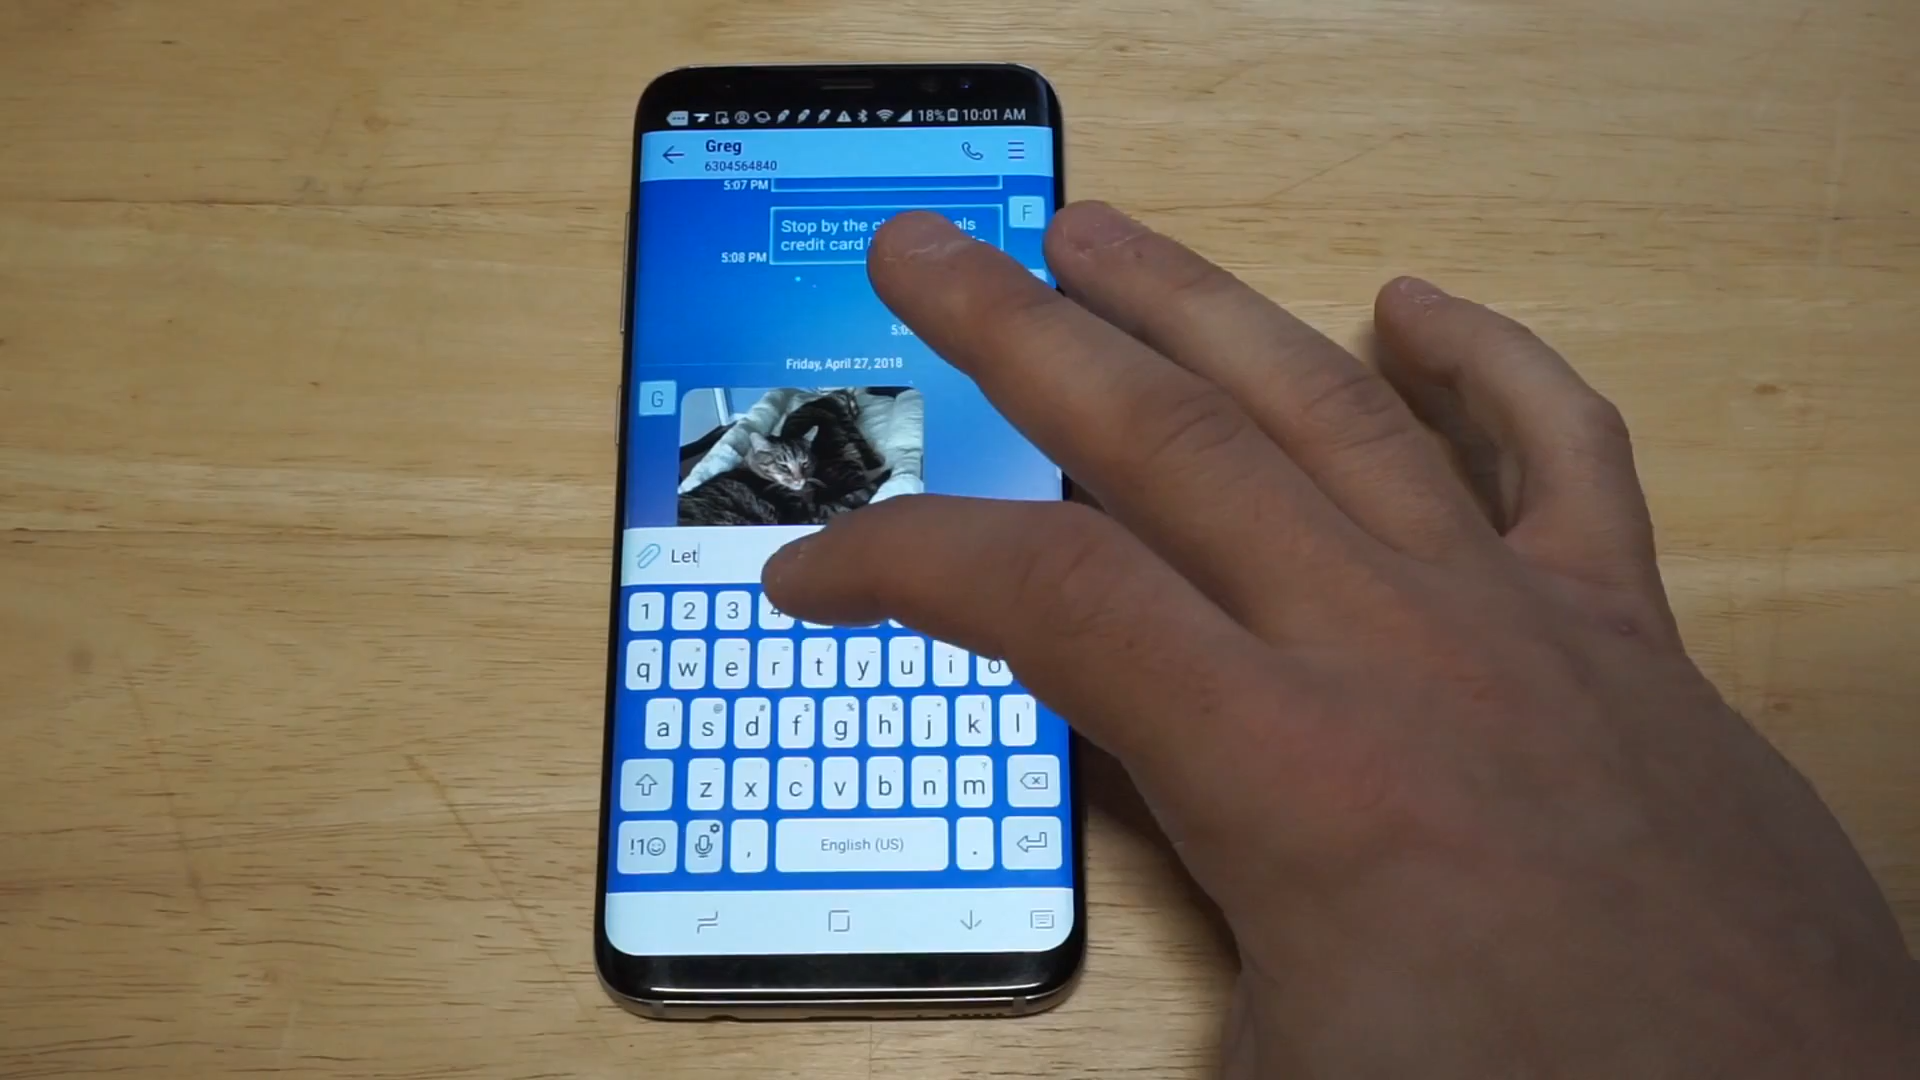 18% 10:01 AM
Greg
6304564840
5:07 PM
Stop by the als
credit card
5:08 PM
F
Friday, April 27, 2018
G
Let
1 2 3 4
q w e r t y u i o
a s d f g h j k l
z x c v b n m
!1 , English (US) .